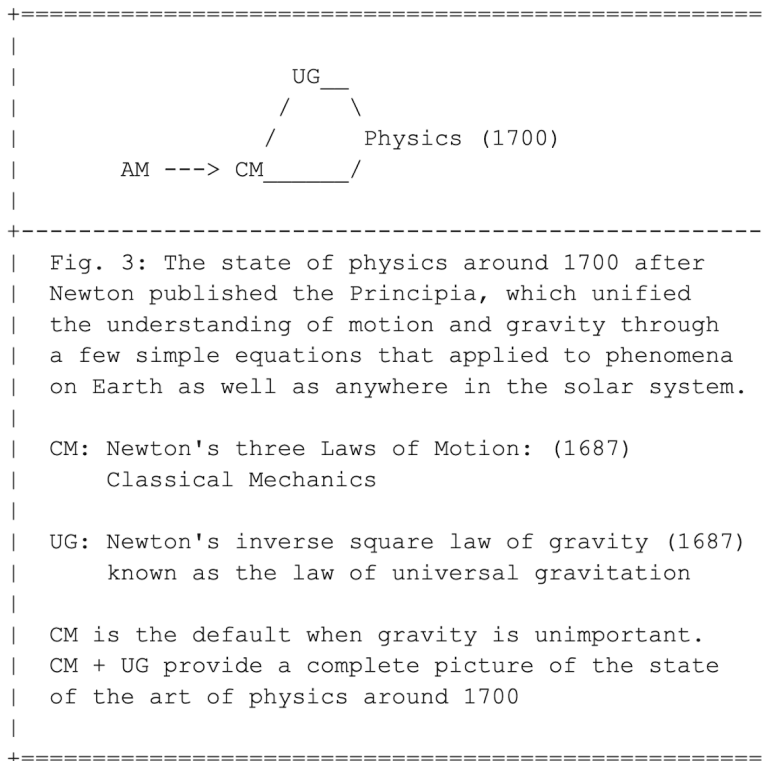 +====================================================
|
|                   UG__
|                  /    \
|                 /      Physics (1700)
|       AM ---> CM______/
|
+----------------------------------------------------
|  Fig. 3: The state of physics around 1700 after
|  Newton published the Principia, which unified
|  the understanding of motion and gravity through
|  a few simple equations that applied to phenomena
|  on Earth as well as anywhere in the solar system.
|
|  CM: Newton's three Laws of Motion: (1687)
|      Classical Mechanics
|
|  UG: Newton's inverse square law of gravity (1687)
|      known as the law of universal gravitation
|
|  CM is the default when gravity is unimportant.
|  CM + UG provide a complete picture of the state
|  of the art of physics around 1700
|
+====================================================